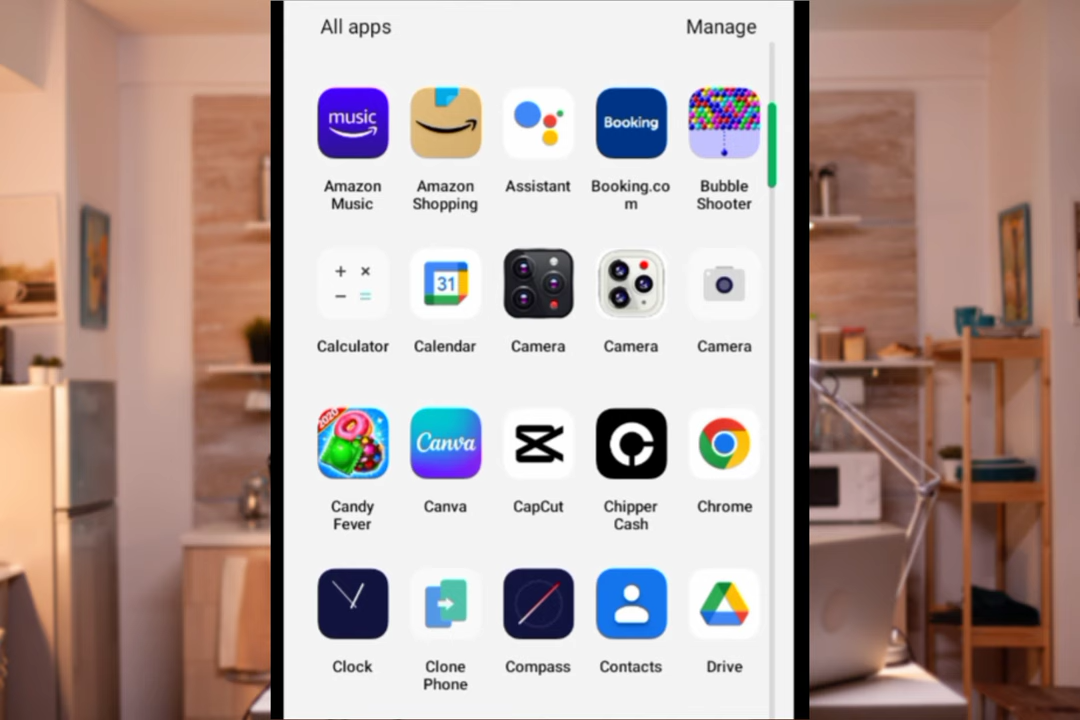 All apps Manage
music
Booking
Amazon Music
Amazon Shopping
Assistant
Booking.co
m
Bubble Shooter
+ ×
− =
31
Calculator
Calendar
Camera
Camera
Camera
2020
Canva
Candy Fever
Canva
CapCut
Chipper Cash
Chrome
Clock
Clone Phone
Compass
Contacts
Drive